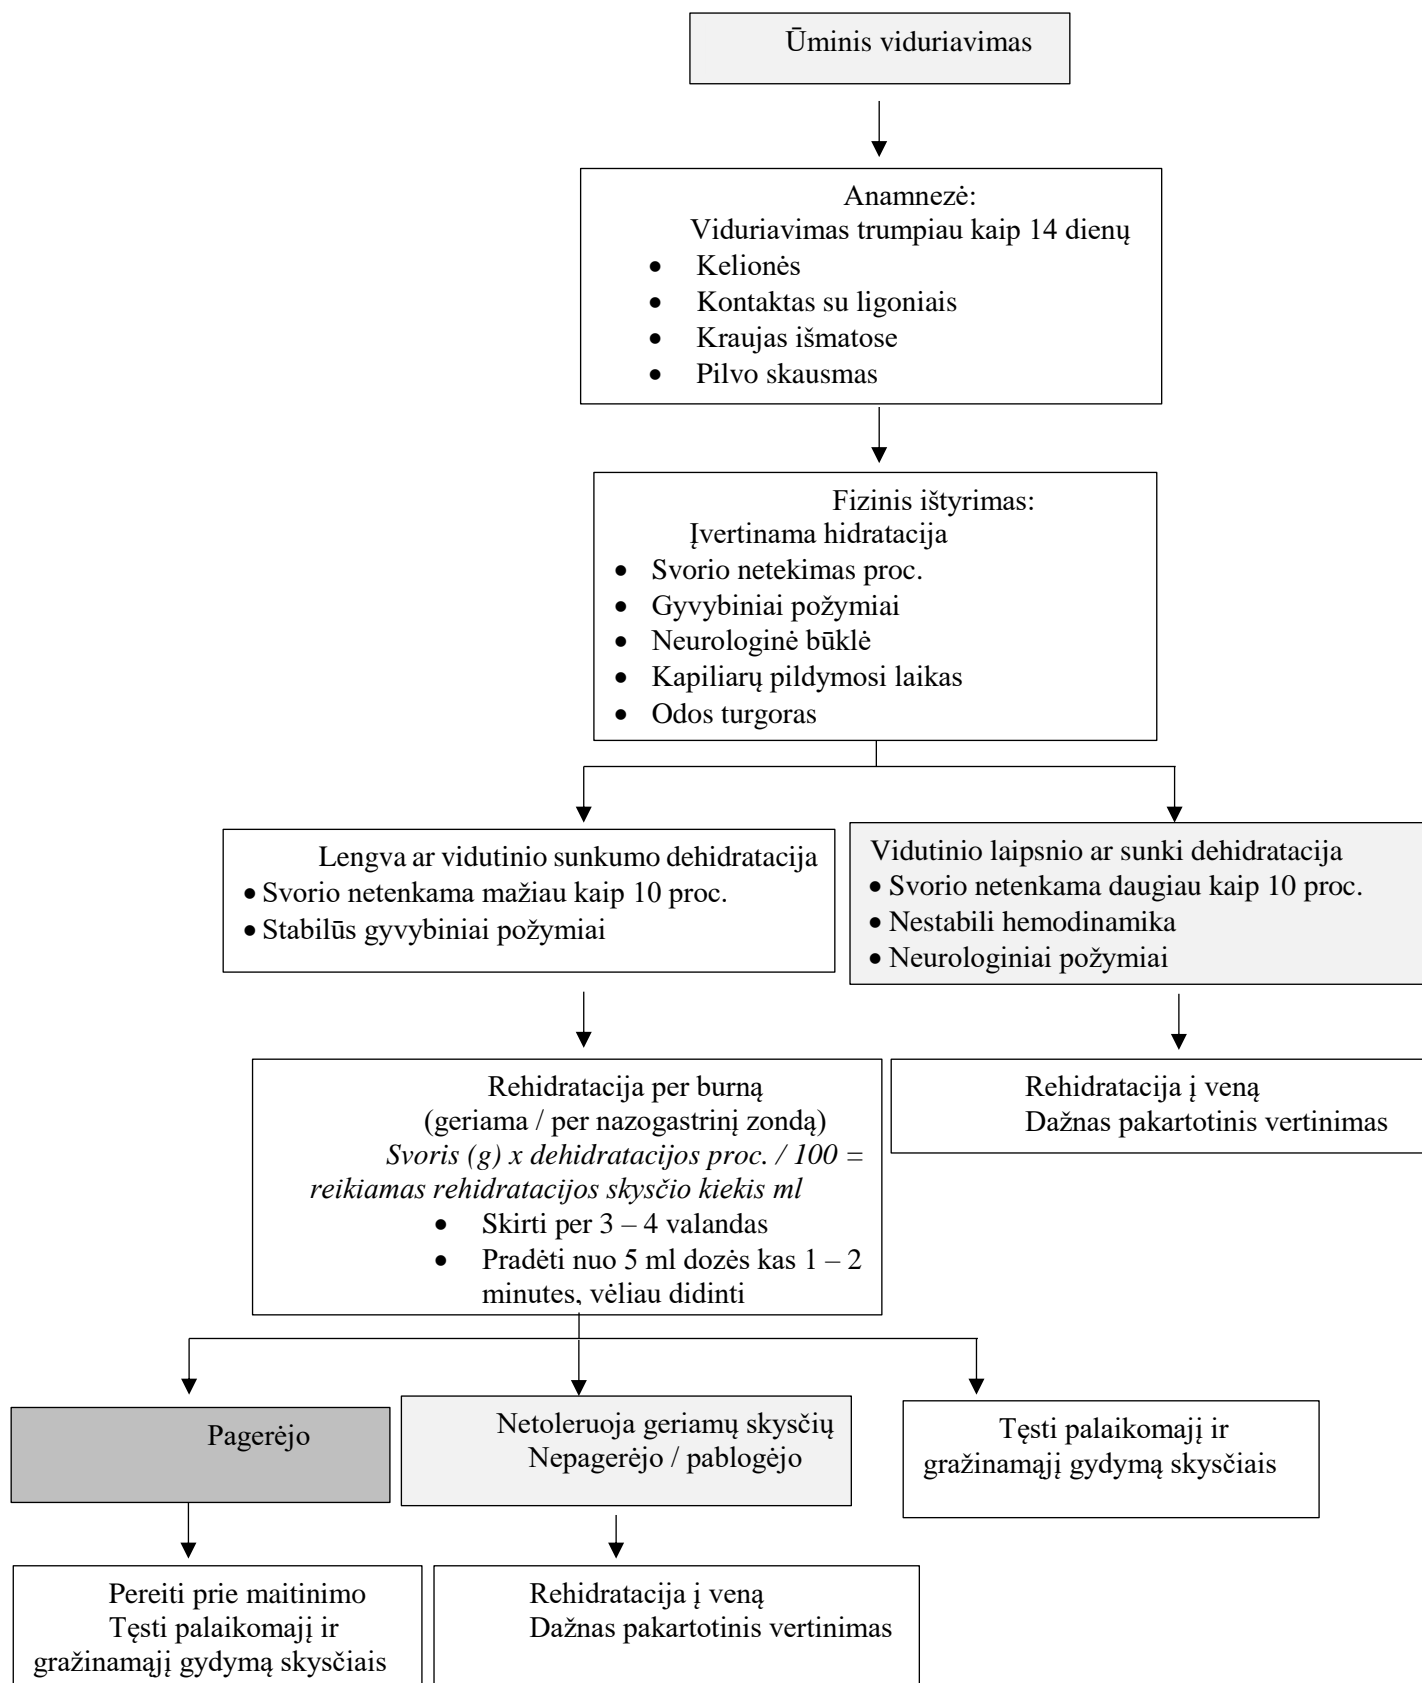 Ūminis viduriavimas
Anamnezė:
Viduriavimas trumpiau kaip 14 dienų
• Kelionės
• Kontaktas su ligoniais
• Kraujas išmatose
• Pilvo skausmas
Fizinis ištyrimas:
Įvertinama hidratacija
• Svorio netekimas proc.
• Gyvybiniai požymiai
• Neurologinė būklė
• Kapiliarų pildymosi laikas
• Odos turgoras
Lengva ar vidutinio sunkumo dehidratacija
• Svorio netenkama mažiau kaip 10 proc.
• Stabilūs gyvybiniai požymiai
Vidutinio laipsnio ar sunki dehidratacija
• Svorio netenkama daugiau kaip 10 proc.
• Nestabili hemodinamika
• Neurologiniai požymiai
Rehidratacija per burną
(geriama / per nazogastrinį zondą)
Svoris (g) x dehidratacijos proc. / 100 =
reikiamas rehidratacijos skysčio kiekis ml
• Skirti per 3 – 4 valandas
• Pradėti nuo 5 ml dozės kas 1 – 2
minutes, vėliau didinti
Rehidratacija į veną
Dažnas pakartotinis vertinimas
Pagerėjo
Netoleruoja geriamų skysčių
Nepagerėjo / pablogėjo
Tęsti palaikomajį ir
gražinamąjį gydymą skysčiais
Pereiti prie maitinimo
Tęsti palaikomajį ir
gražinamąjį gydymą skysčiais
Rehidratacija į veną
Dažnas pakartotinis vertinimas